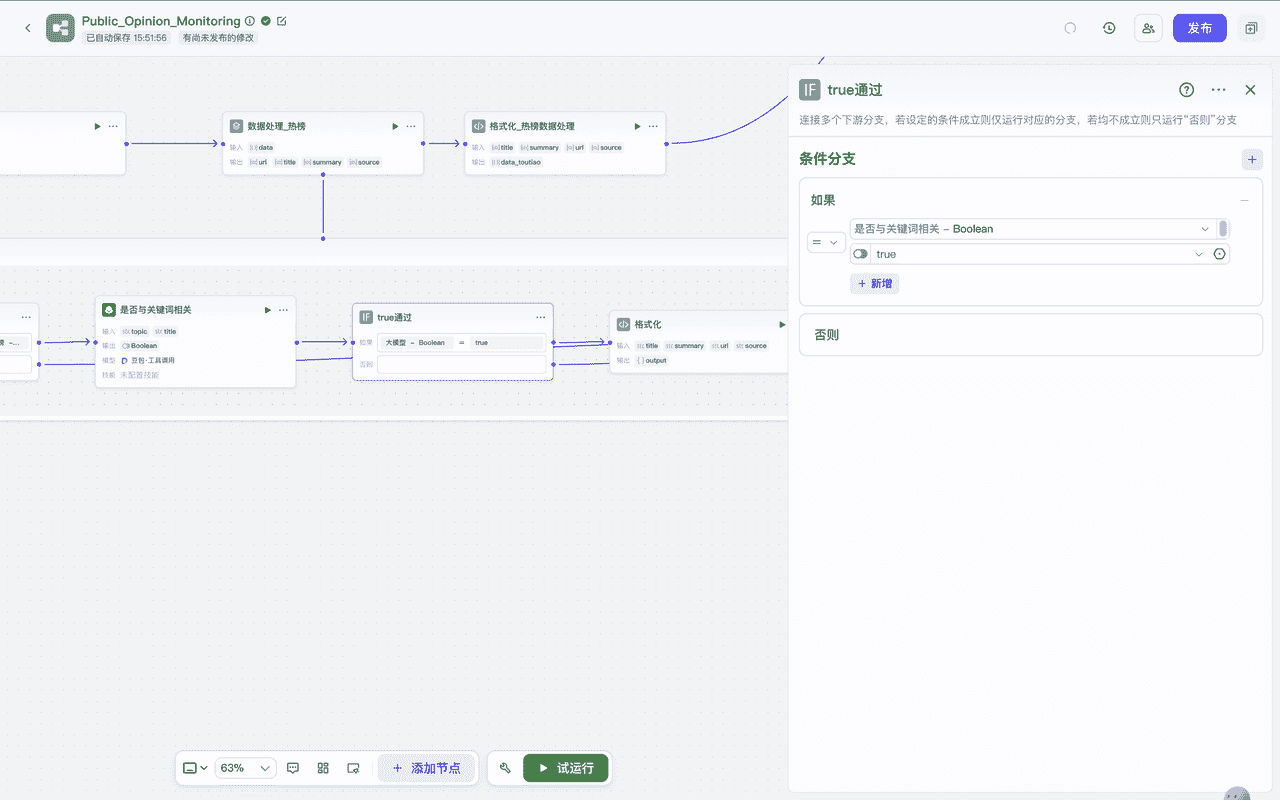 Public_Opinion_Monitoring
已自动保存 15:51:56 有尚未发布的修改
发布
数据处理_热榜
输入 data
输出 url title summary source
格式化_热榜数据处理
输入 title summary url source
输出 data_toutiao
是否与关键词相关
输入 str. topic str. title
输出 Boolean
模型 豆包·工具调用
技能 未配置技能
true通过
如果 大模型 - Boolean = true
否则
格式化
输入 str. title str. summary str. url str. source
输出 output
IF true通过
连接多个下游分支，若设定的条件成立则仅运行对应的分支，若均不成立则只运行“否则”分支
条件分支
如果
是否与关键词相关 - Boolean
=
true
+ 新增
否则
63%
+ 添加节点
试运行